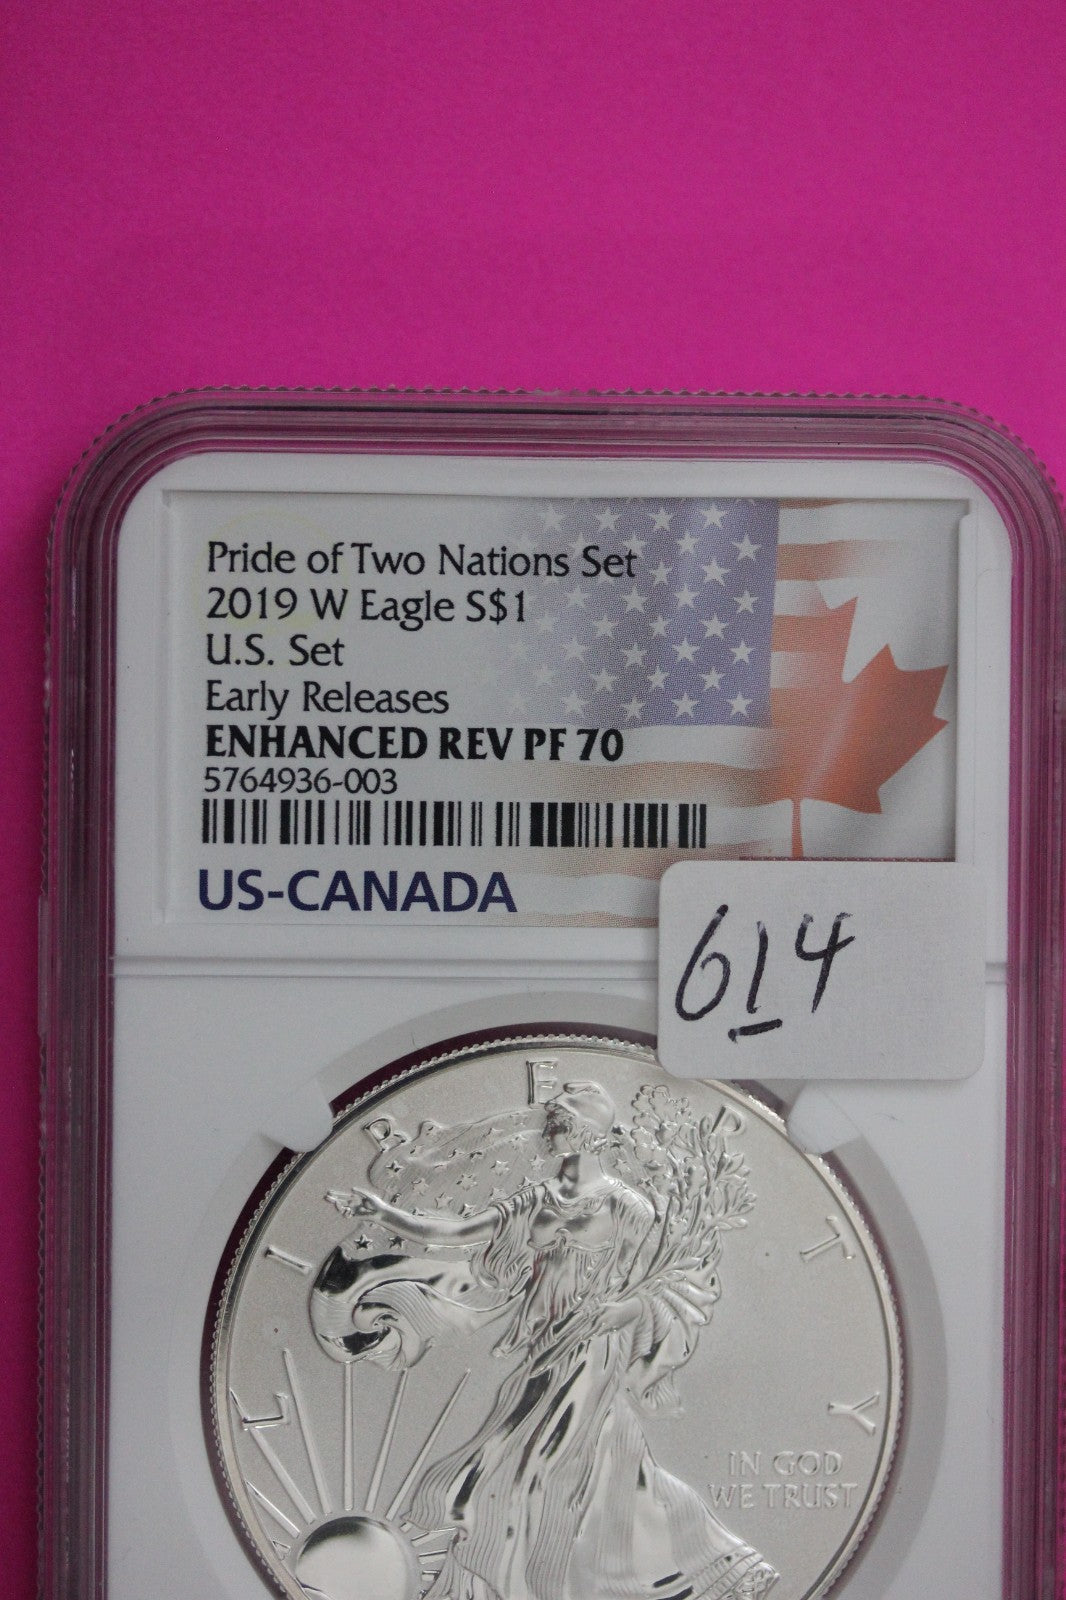 Pride of Two Nations Set
2019 W Eagle S$1
U.S. Set
Early Releases
ENHANCED REV PF 70
5764936-003
US-CANADA
614
LIBERTY
IN GOD
WE TRUST